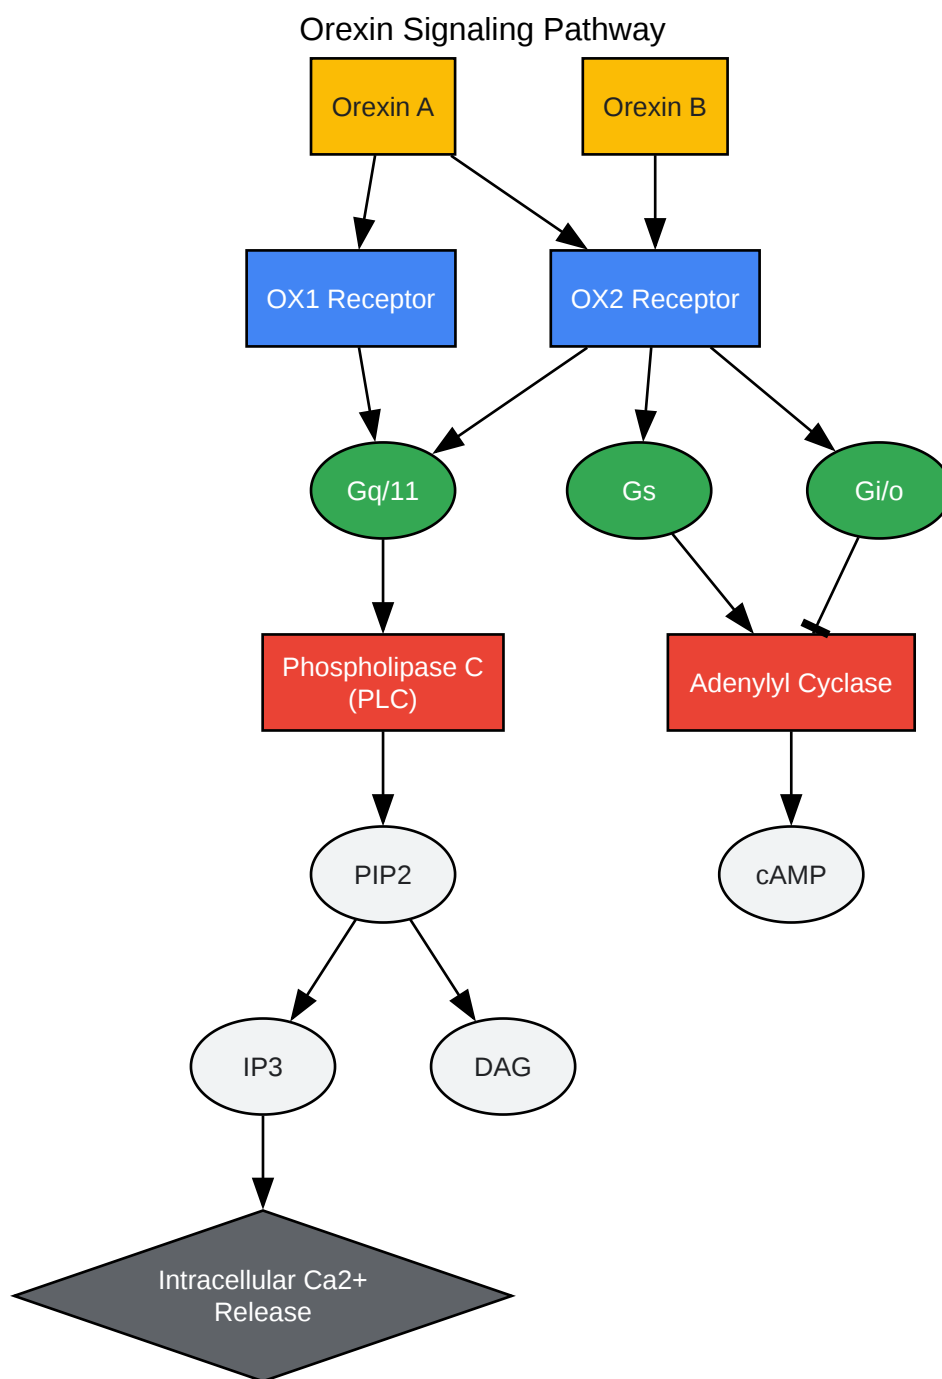 Orexin Signaling Pathway
Orexin A
Orexin B
OX1 Receptor
OX2 Receptor
Gq/11
Gs
Gi/o
Phospholipase C
(PLC)
Adenylyl Cyclase
PIP2
cAMP
IP3
DAG
Intracellular Ca2+
Release